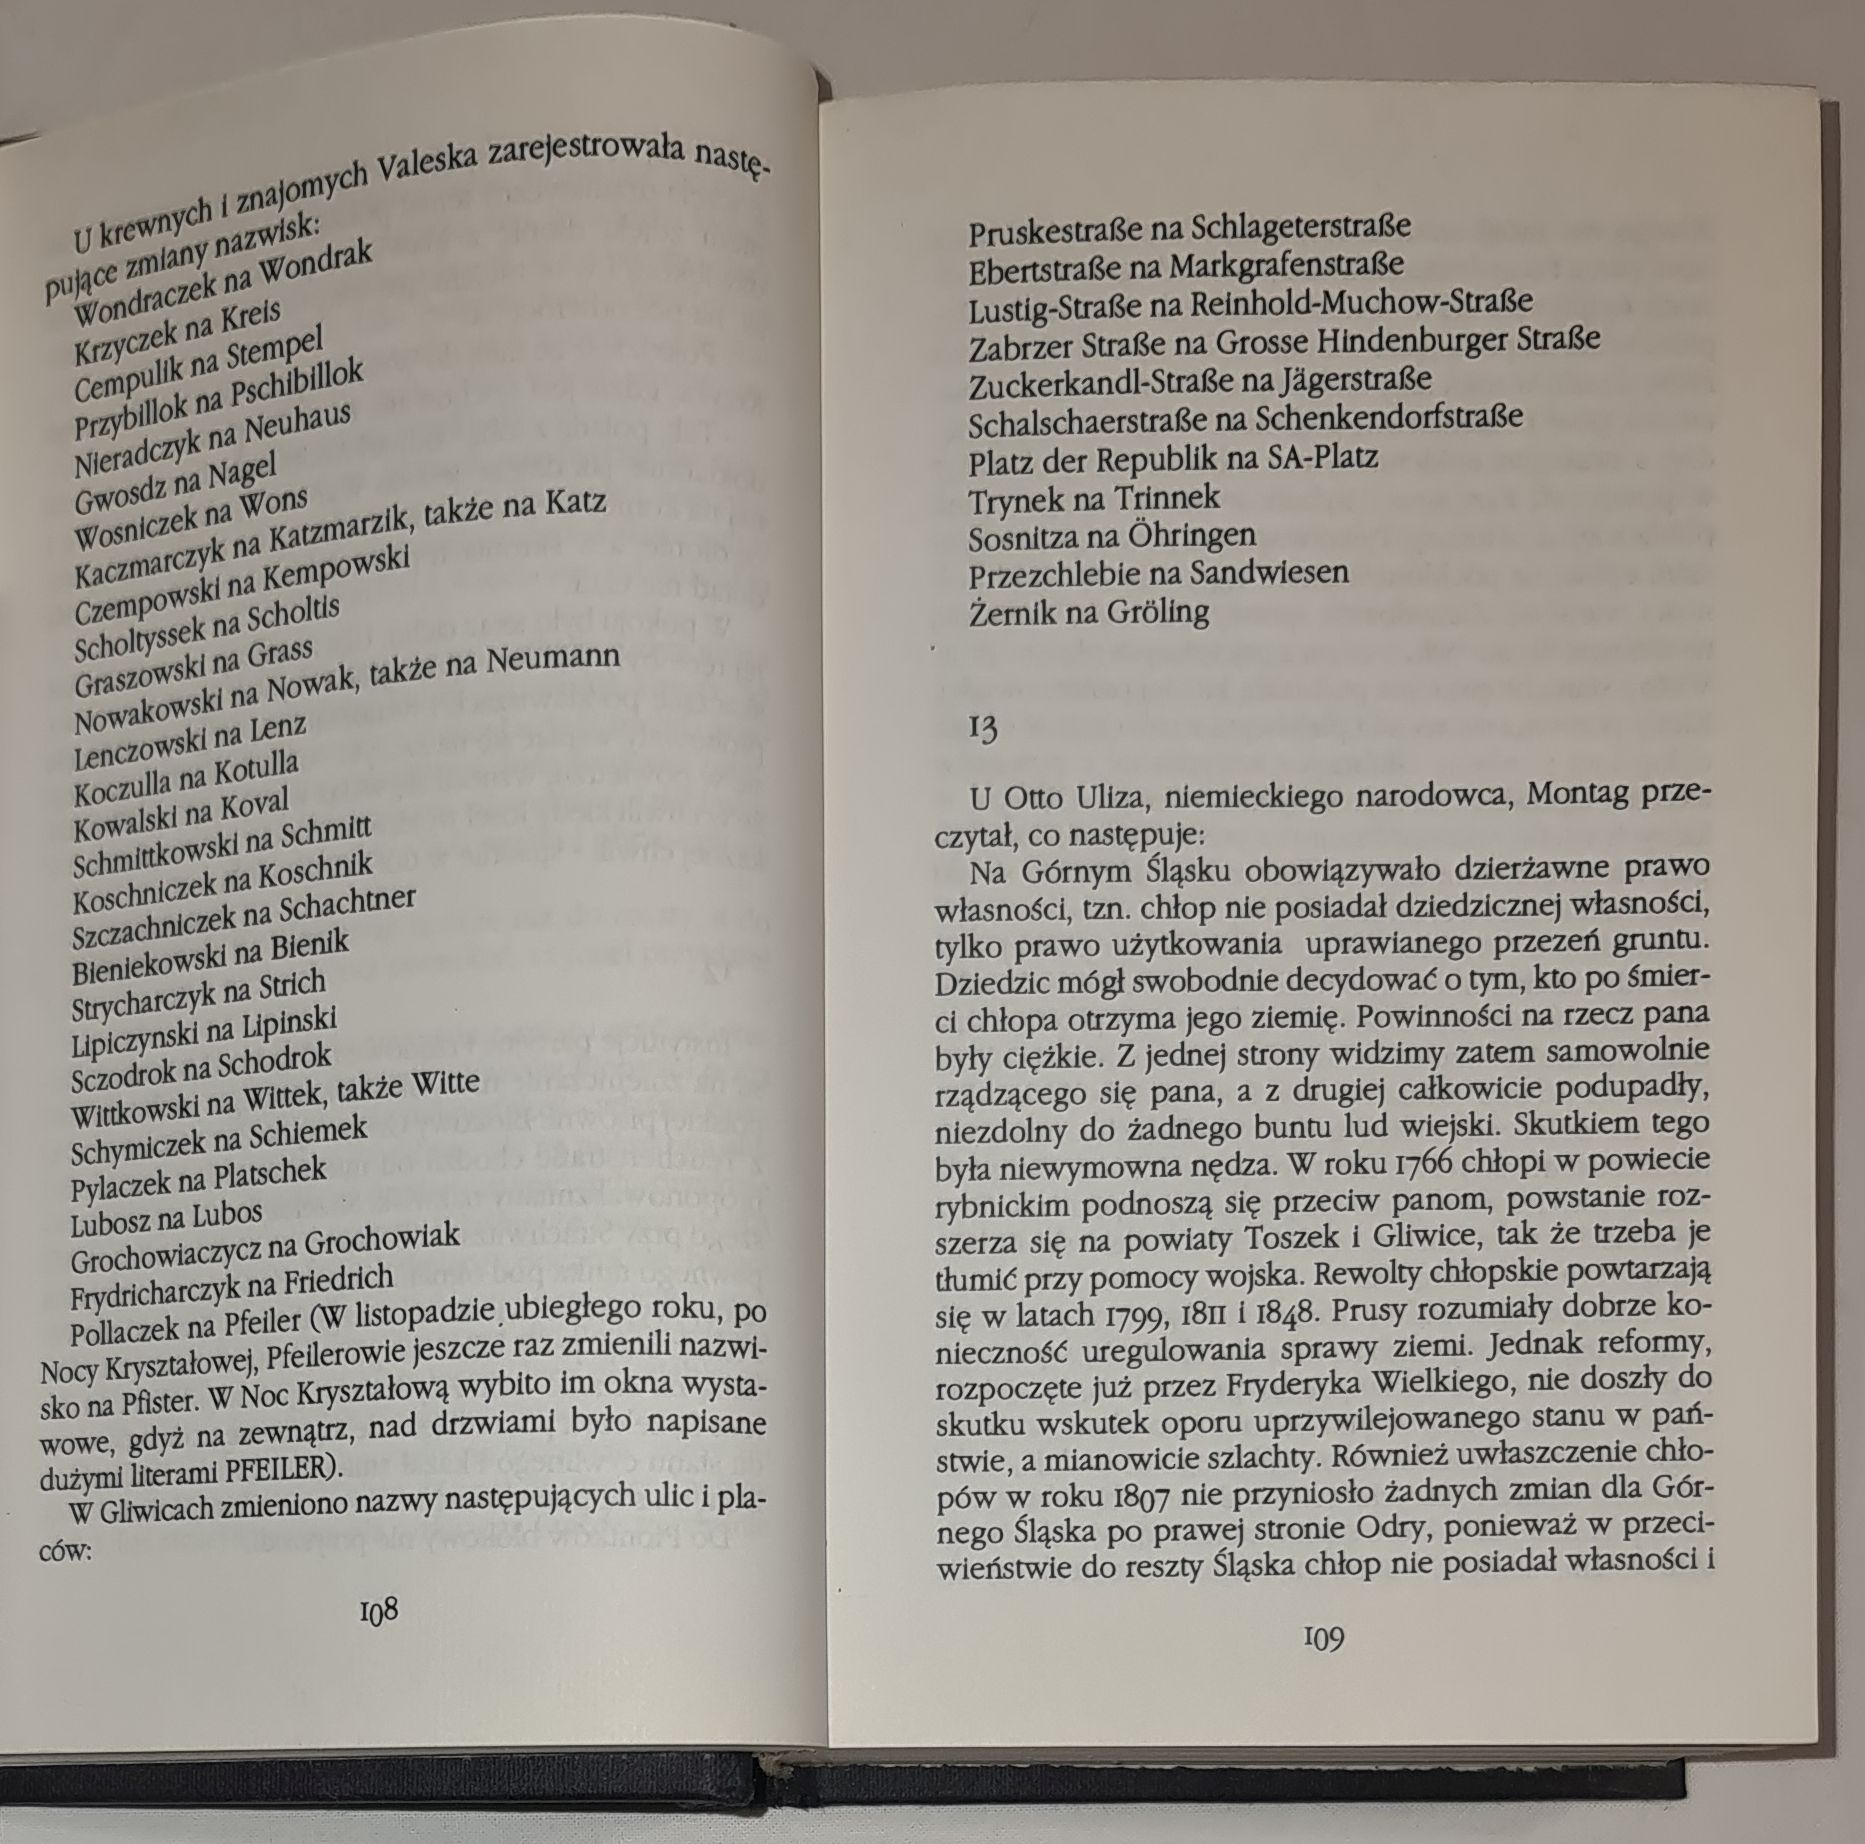 U krewnych i znajomych Valeska zarejestrowała nastę-
pujące zmiany nazwisk:
Wondraczek na Wondrak
Krzyczek na Kreis
Cempulik na Stempel
Przybillok na Pschibillok
Nieradczyk na Neuhaus
Gwosdz na Nagel
Wosniczek na Wons
Kaczmarczyk na Katzmarzik, także na Katz
Czempowski na Kempowski
Scholtyssek na Scholtis
Graszowski na Grass
Nowakowski na Nowak, także na Neumann
Lenczowski na Lenz
Koczulla na Kotulla
Kowalski na Koval
Schmittkowski na Schmitt
Koschniczek na Koschnik
Szczachniczek na Schachtner
Bieniekowski na Bienik
Strycharczyk na Strich
Lipiczynski na Lipinski
Sczodrok na Schodrok
Wittkowski na Wittek, także Witte
Schymiczek na Schiemek
Pylaczek na Platschek
Lubosz na Lubos
Grochowiaczycz na Grochowiak
Frydricharczyk na Friedrich
Pollaczek na Pfeiler (W listopadzie ubiegłego roku, po
Nocy Kryształowej, Pfeilerowie jeszcze raz zmienili nazwi-
sko na Pfister. W Noc Kryształową wybito im okna wysta-
wowe, gdyż na zewnątrz, nad drzwiami było napisane
dużymi literami PFEILER).
W Gliwicach zmieniono nazwy następujących ulic i pla-
ców:
108
Pruskestraße na Schlageterstraße
Ebertstraße na Markgrafenstraße
Lustig-Straße na Reinhold-Muchow-Straße
Zabrzer Straße na Grosse Hindenburger Straße
Zuckerkandl-Straße na Jägerstraße
Schalschaerstraße na Schenkendorfstraße
Platz der Republik na SA-Platz
Trynek na Trinnek
Sosnitza na Öhringen
Przezchlebie na Sandwiesen
Żernik na Gröling
13
U Otto Uliza, niemieckiego narodowca, Montag prze-
czytał, co następuje:
Na Górnym Śląsku obowiązywało dzierżawne prawo
własności, tzn. chłop nie posiadał dziedzicznej własności,
tylko prawo użytkowania uprawianego przezeń gruntu.
Dziedzic mógł swobodnie decydować o tym, kto po śmier-
ci chłopa otrzyma jego ziemię. Powinności na rzecz pana
były ciężkie. Z jednej strony widzimy zatem samowolnie
rządzącego się pana, a z drugiej całkowicie podupadły,
niezdolny do żadnego buntu lud wiejski. Skutkiem tego
była niewymowna nędza. W roku 1766 chłopi w powiecie
rybnickim podnoszą się przeciw panom, powstanie roz-
szerza się na powiaty Toszek i Gliwice, tak że trzeba je
tłumić przy pomocy wojska. Rewolty chłopskie powtarzają
się w latach 1799, 1811 i 1848. Prusy rozumiały dobrze ko-
nieczność uregulowania sprawy ziemi. Jednak reformy,
rozpoczęte już przez Fryderyka Wielkiego, nie doszły do
skutku wskutek oporu uprzywilejowanego stanu w pań-
stwie, a mianowicie szlachty. Również uwłaszczenie chło-
pów w roku 1807 nie przyniosło żadnych zmian dla Gór-
nego Śląska po prawej stronie Odry, ponieważ w przeci-
wieństwie do reszty Śląska chłop nie posiadał własności i
109